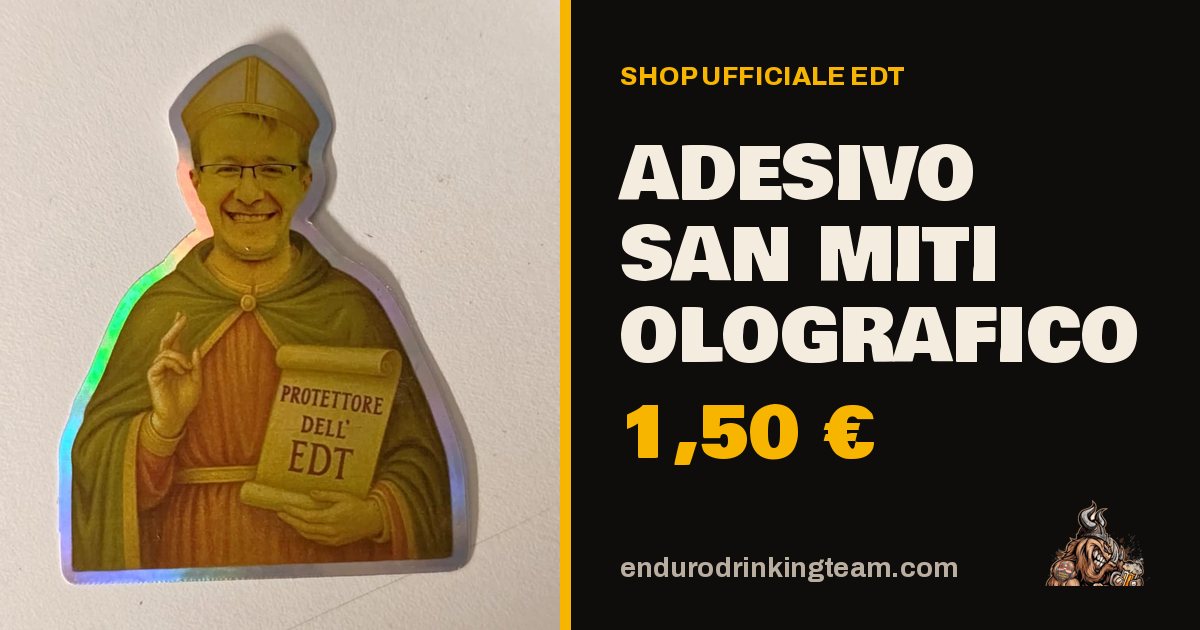 PROTETTORE
DELL'
EDT
SHOP UFFICIALE EDT
ADESIVO
SAN MITI
OLOGRAFICO
1,50 €
endurodrinkingteam.com